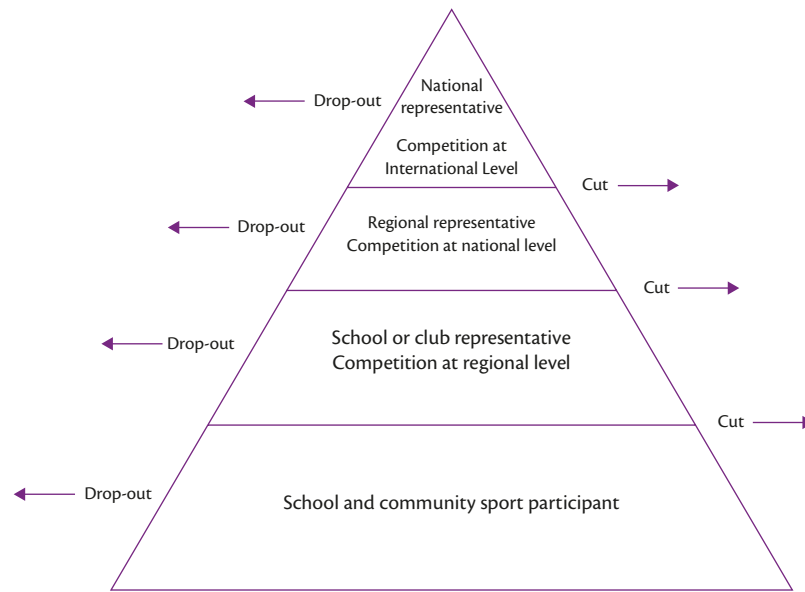 National
representative
Drop-out
Competition at
International Level
Cut
Regional representative
Drop-out
Competition at national level
Cut
School or club representative
Drop-out
Competition at regional level
Cut
Drop-out
School and community sport participant